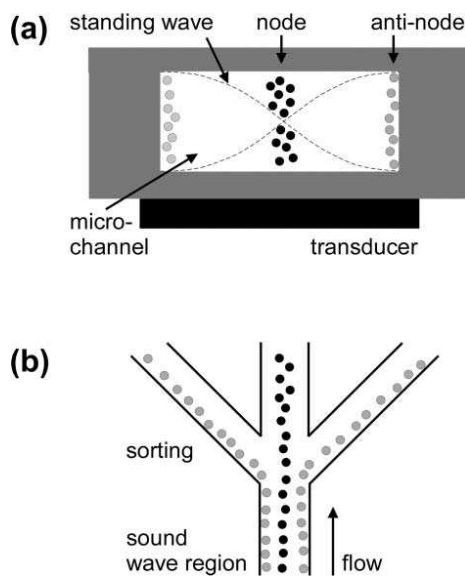 (a)
standing wave
node
anti-node
micro-
channel
transducer
(b)
sorting
sound
wave region
flow